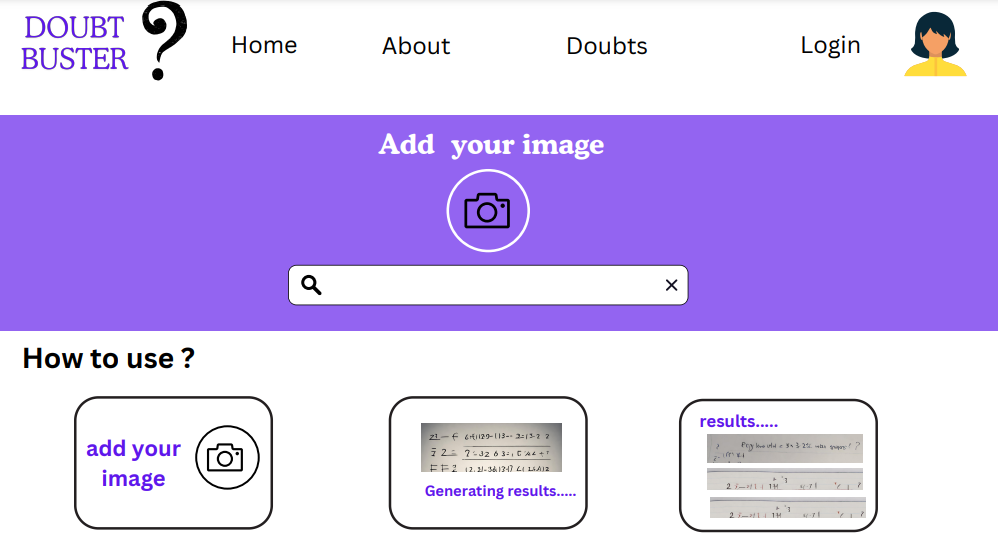 DOUBT
BUSTER ?
Home About Doubts Login
Add your image
How to use ?
add your
image
Generating results.....
results.....